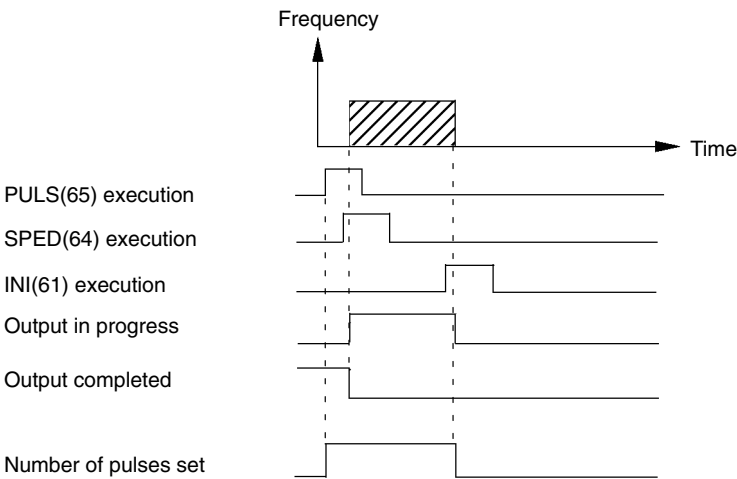 Frequency
Time
PULS(65) execution
SPED(64) execution
INI(61) execution
Output in progress
Output completed
Number of pulses set